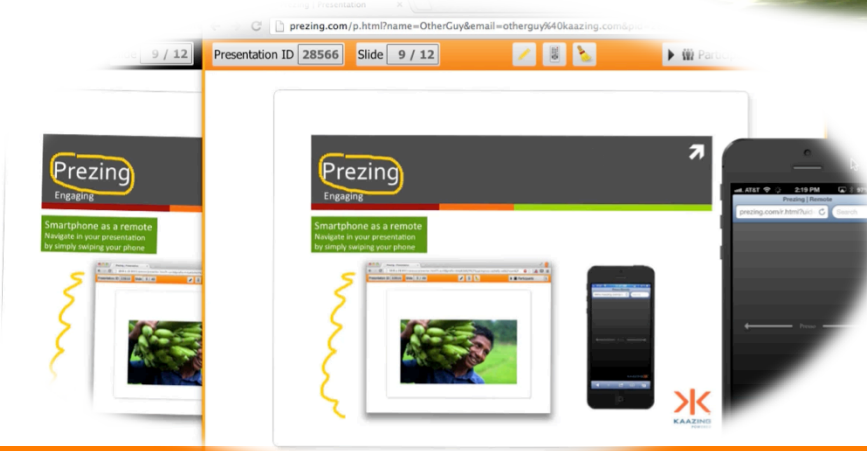 prezing.com/p.html?name=OtherGuy&email=otherguy%40kaazing.com&p
9 / 12
Presentation ID 28566 Slide 9 / 12
Prezing
Engaging
Smartphone as a remote
Navigate in your presentation
by simply swiping your phone
Prezing
Engaging
Smartphone as a remote
Navigate in your presentation
by simply swiping your phone
KAAZING
AT&T 2:19 PM
Prezing | Remote
prezing.com/r.html?uin
Search